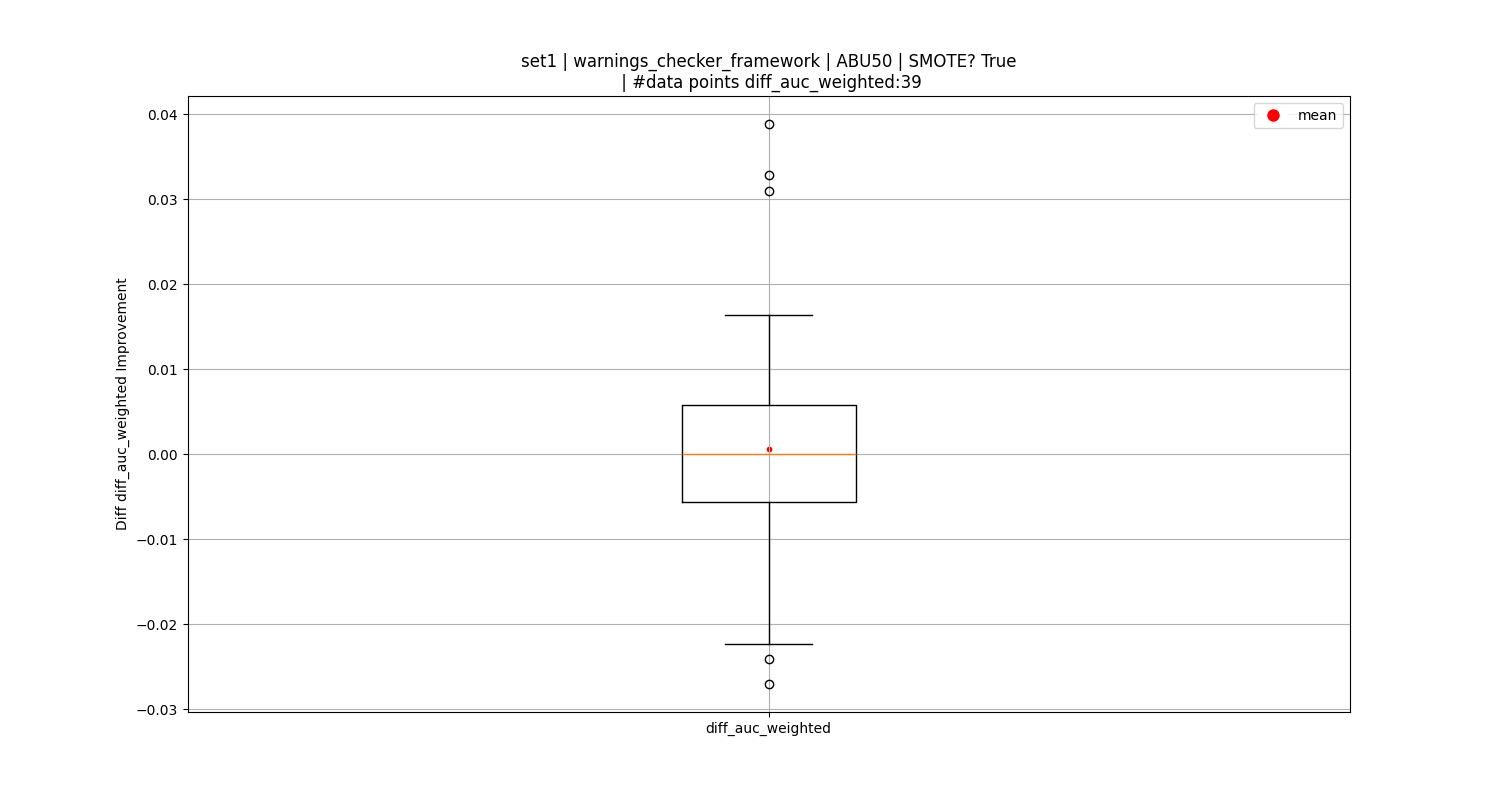 set1 | warnings_checker_framework | ABU50 | SMOTE? True
| #data points diff_auc_weighted:39
mean
0.04
0.03
0.02
0.01
0.00
−0.01
−0.02
−0.03
Diff diff_auc_weighted Improvement
diff_auc_weighted